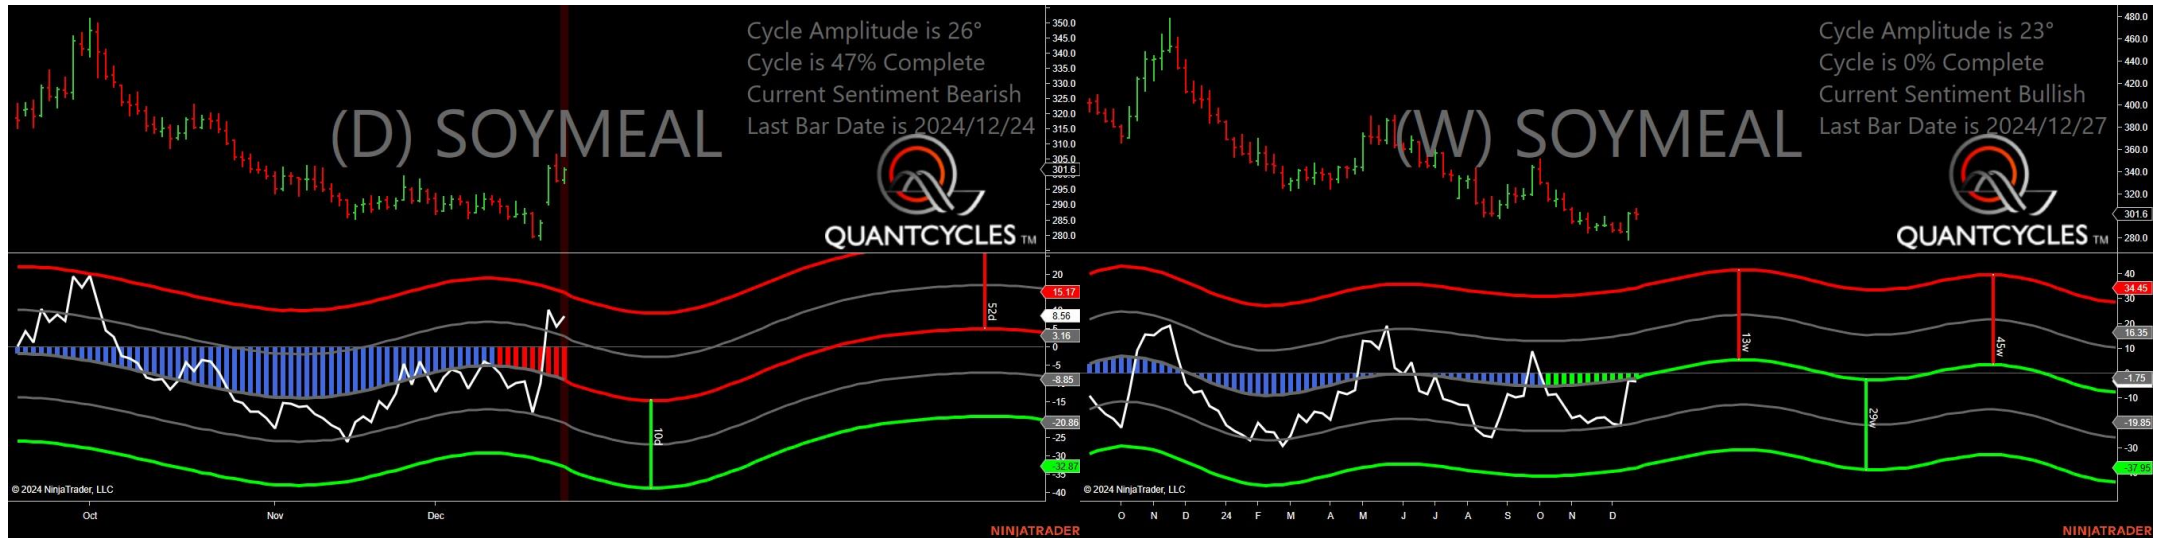 Cycle Amplitude is 26°
Cycle is 47% Complete
Current Sentiment Bearish
Last Bar Date is 2024/12/24
(D) SOYMEAL
QUANTCYCLES TM
350.0
345.0
340.0
335.0
330.0
325.0
320.0
315.0
310.0
305.0
301.6
295.0
290.0
285.0
280.0
20
15.17
8.56
3.16
0
-5
-8.85
-15
-20.86
-25
-30
-32.87
-35
-40
52d
10d
© 2024 NinjaTrader, LLC
Oct Nov Dec
NINJATRADER
Cycle Amplitude is 23°
Cycle is 0% Complete
Current Sentiment Bullish
Last Bar Date is 2024/12/27
(W) SOYMEAL
QUANTCYCLES TM
480.0
460.0
440.0
420.0
400.0
380.0
360.0
340.0
320.0
301.6
280.0
40
34.45
30
20
16.35
10
0
-1.75
-10
-19.85
-30
-37.95
13w
29w
45w
© 2024 NinjaTrader, LLC
O N D 24 F M A M J J A S O N D
NINJATRADER